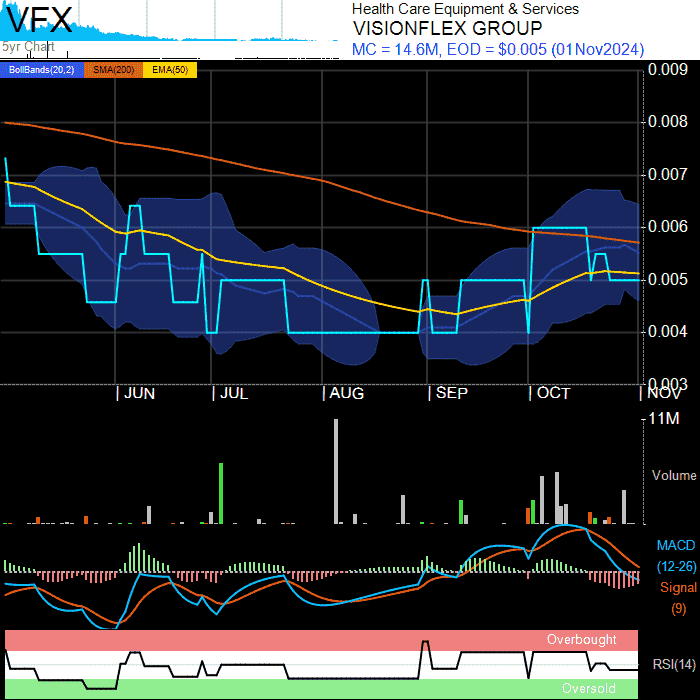 VFX
5yr Chart
Health Care Equipment & Services
VISIONFLEX GROUP
MC = 14.6M, EOD = $0.005 (01Nov2024)
BollBands(20,2) SMA(200) EMA(50)
0.009
0.008
0.007
0.006
0.005
0.004
0.003
JUN JUL AUG SEP OCT NOV
11M
Volume
MACD
(12-26)
Signal
(9)
Overbought
RSI(14)
Oversold